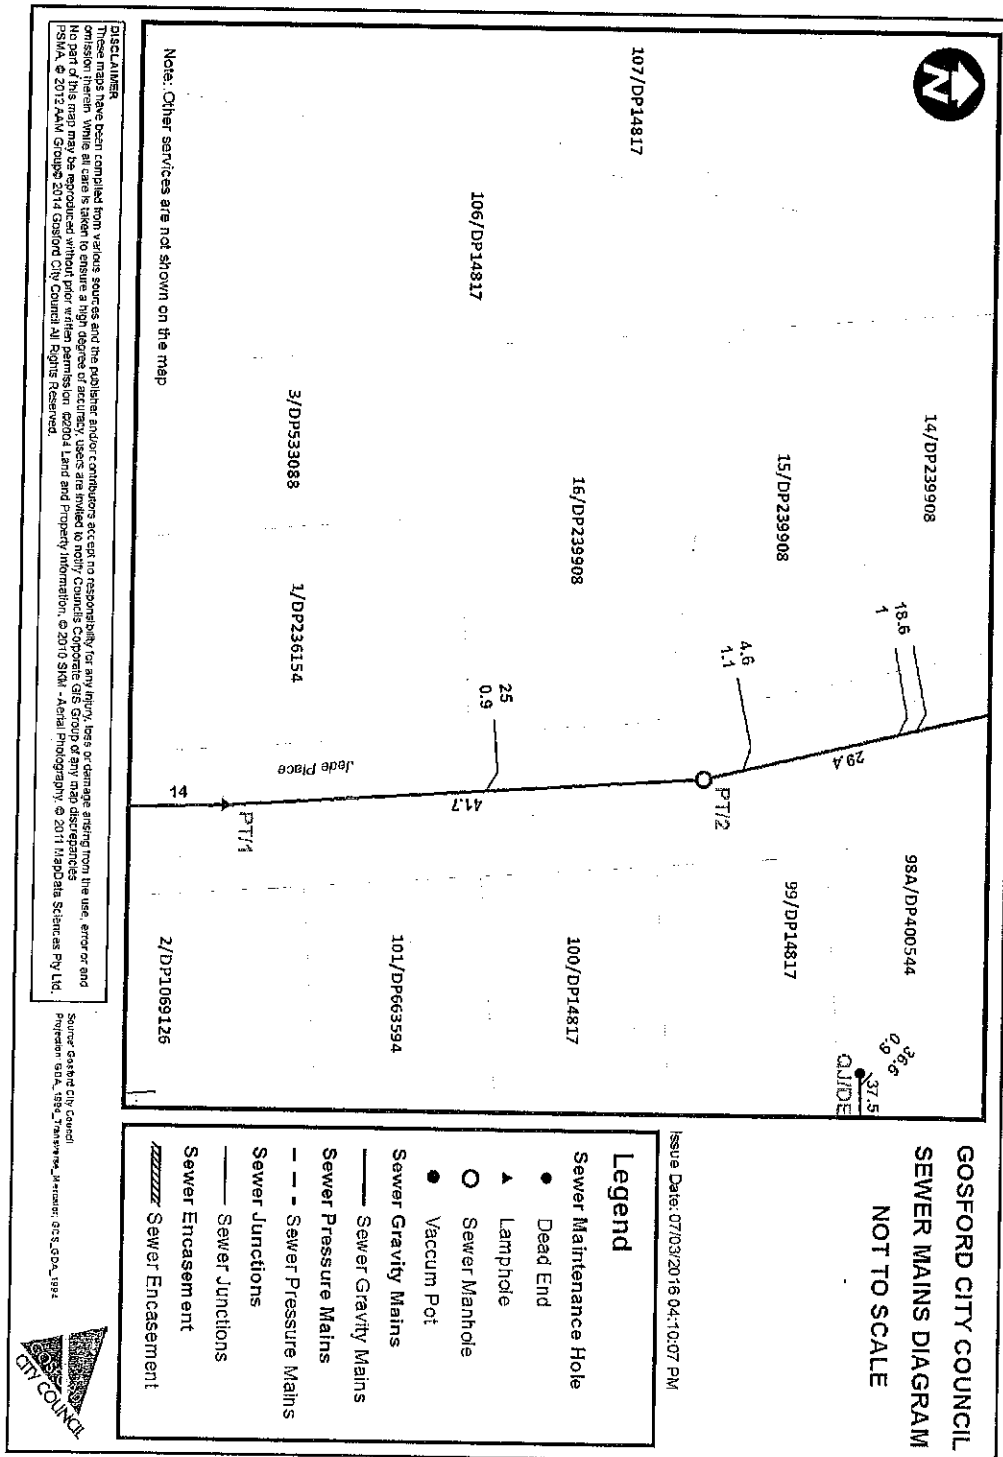 GOSFORD CITY COUNCIL
SEWER MAINS DIAGRAM
NOT TO SCALE
Issue Date: 07/03/2016 04:10:07 PM
Legend
Sewer Maintenance Hole
Dead End
Lamphole
Sewer Manhole
Vaccum Pot
Sewer Gravity Mains
Sewer Gravity Mains
Sewer Pressure Mains
Sewer Pressure Mains
Sewer Junctions
Sewer Junctions
Sewer Encasement
Sewer Encasement
N
14/DP239908
98A/DP400544
36.6
0.9
37.5
QJ/DE
18.6
1
29.4
15/DP239908
99/DP14817
4.6
1.1
PT/2
107/DP14817
16/DP239908
100/DP14817
106/DP14817
25
0.9
41.7
101/DP663594
3/DP533088
1/DP236154
Jade Place
PT/1
14
2/DP1069126
Note: Other services are not shown on the map
DISCLAIMER
These maps have been compiled from various sources and the publisher and/or contributors accept no responsibility for any injury, loss or damage arising from the use, error or and
omission therein. While all care is taken to ensure a high degree of accuracy, users are invited to notify Councils Corporate GIS Group of any map discrepancies
No part of this map may be reproduced without prior written permission ©2004 Land and Property Information, © 2010 SKM - Aerial Photography, © 2011 MapData Sciences Pty Ltd,
PSMA, © 2012 AAM Group© 2014 Gosford City Council All Rights Reserved.
Source: Gosford City Council
Projection: GDA_1994_Transverse_Mercator; GCS_GDA_1994
CITY COUNCIL